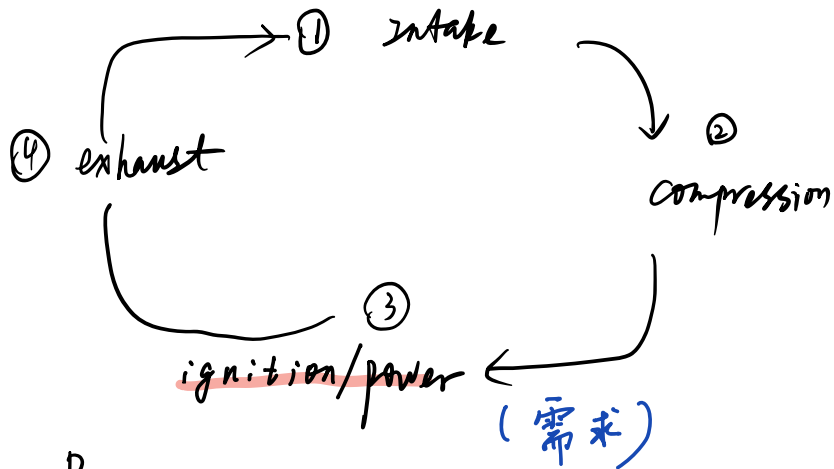 ① Intake
②
compression
③
ignition/power
(需求)
④ exhaust